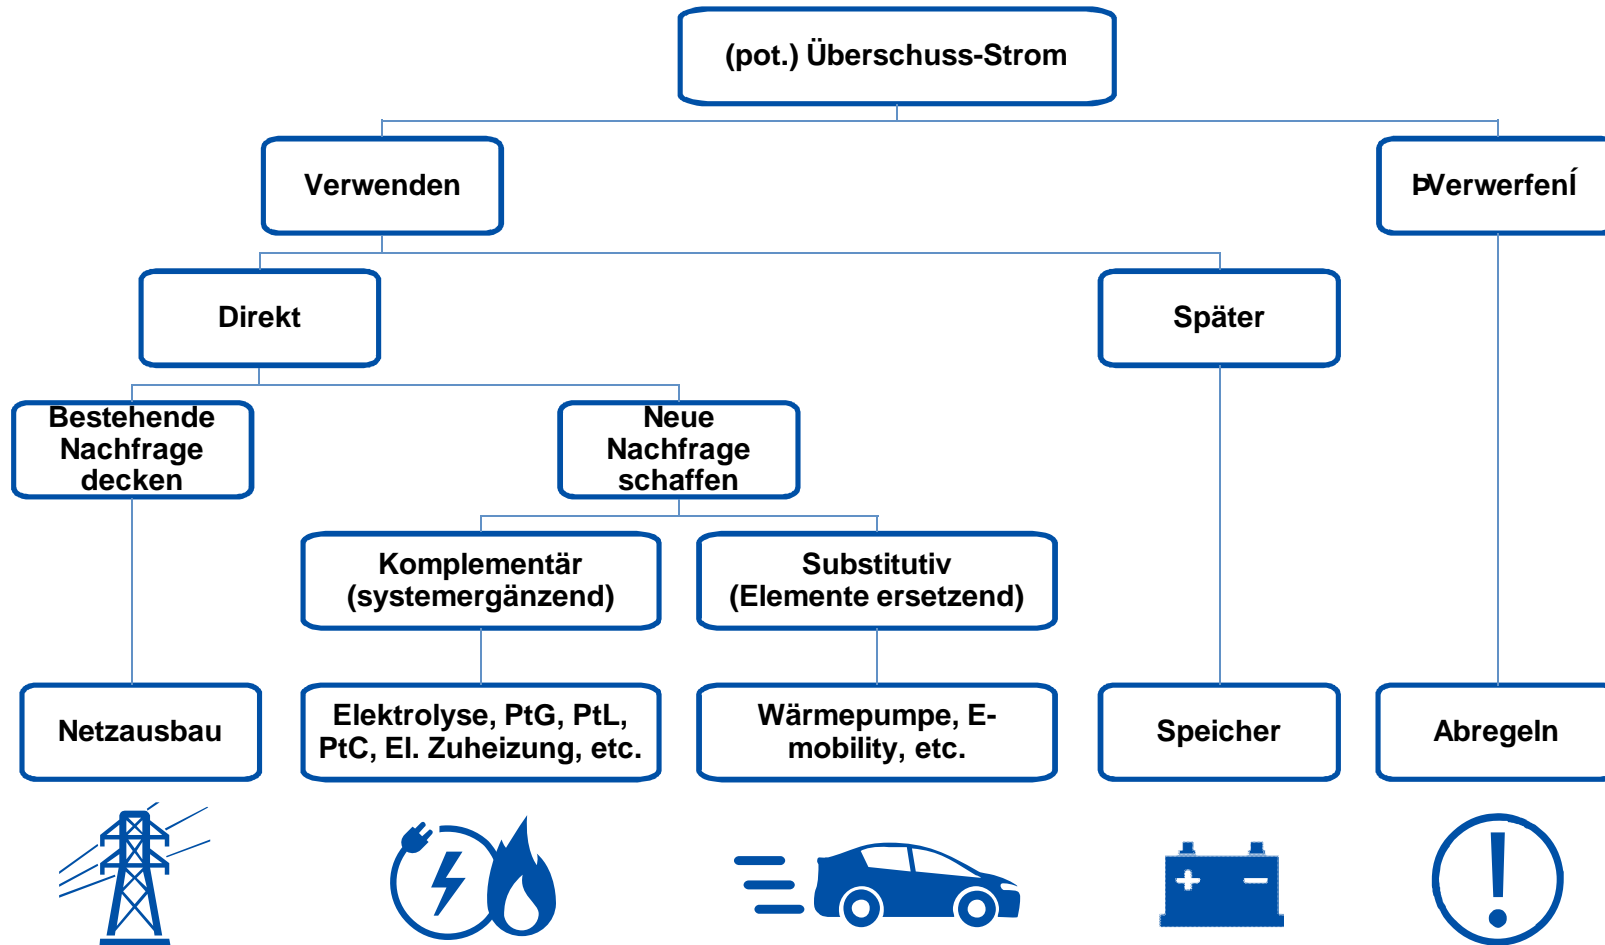 (pot.) Überschuss-Strom
Verwenden
ÞVerwerfenÍ
Direkt
Später
Bestehende
Nachfrage
decken
Neue
Nachfrage
schaffen
Komplementär
(systemergänzend)
Substitutiv
(Elemente ersetzend)
Netzausbau
Elektrolyse, PtG, PtL,
PtC, El. Zuheizung, etc.
Wärmepumpe, E-
mobility, etc.
Speicher
Abregeln